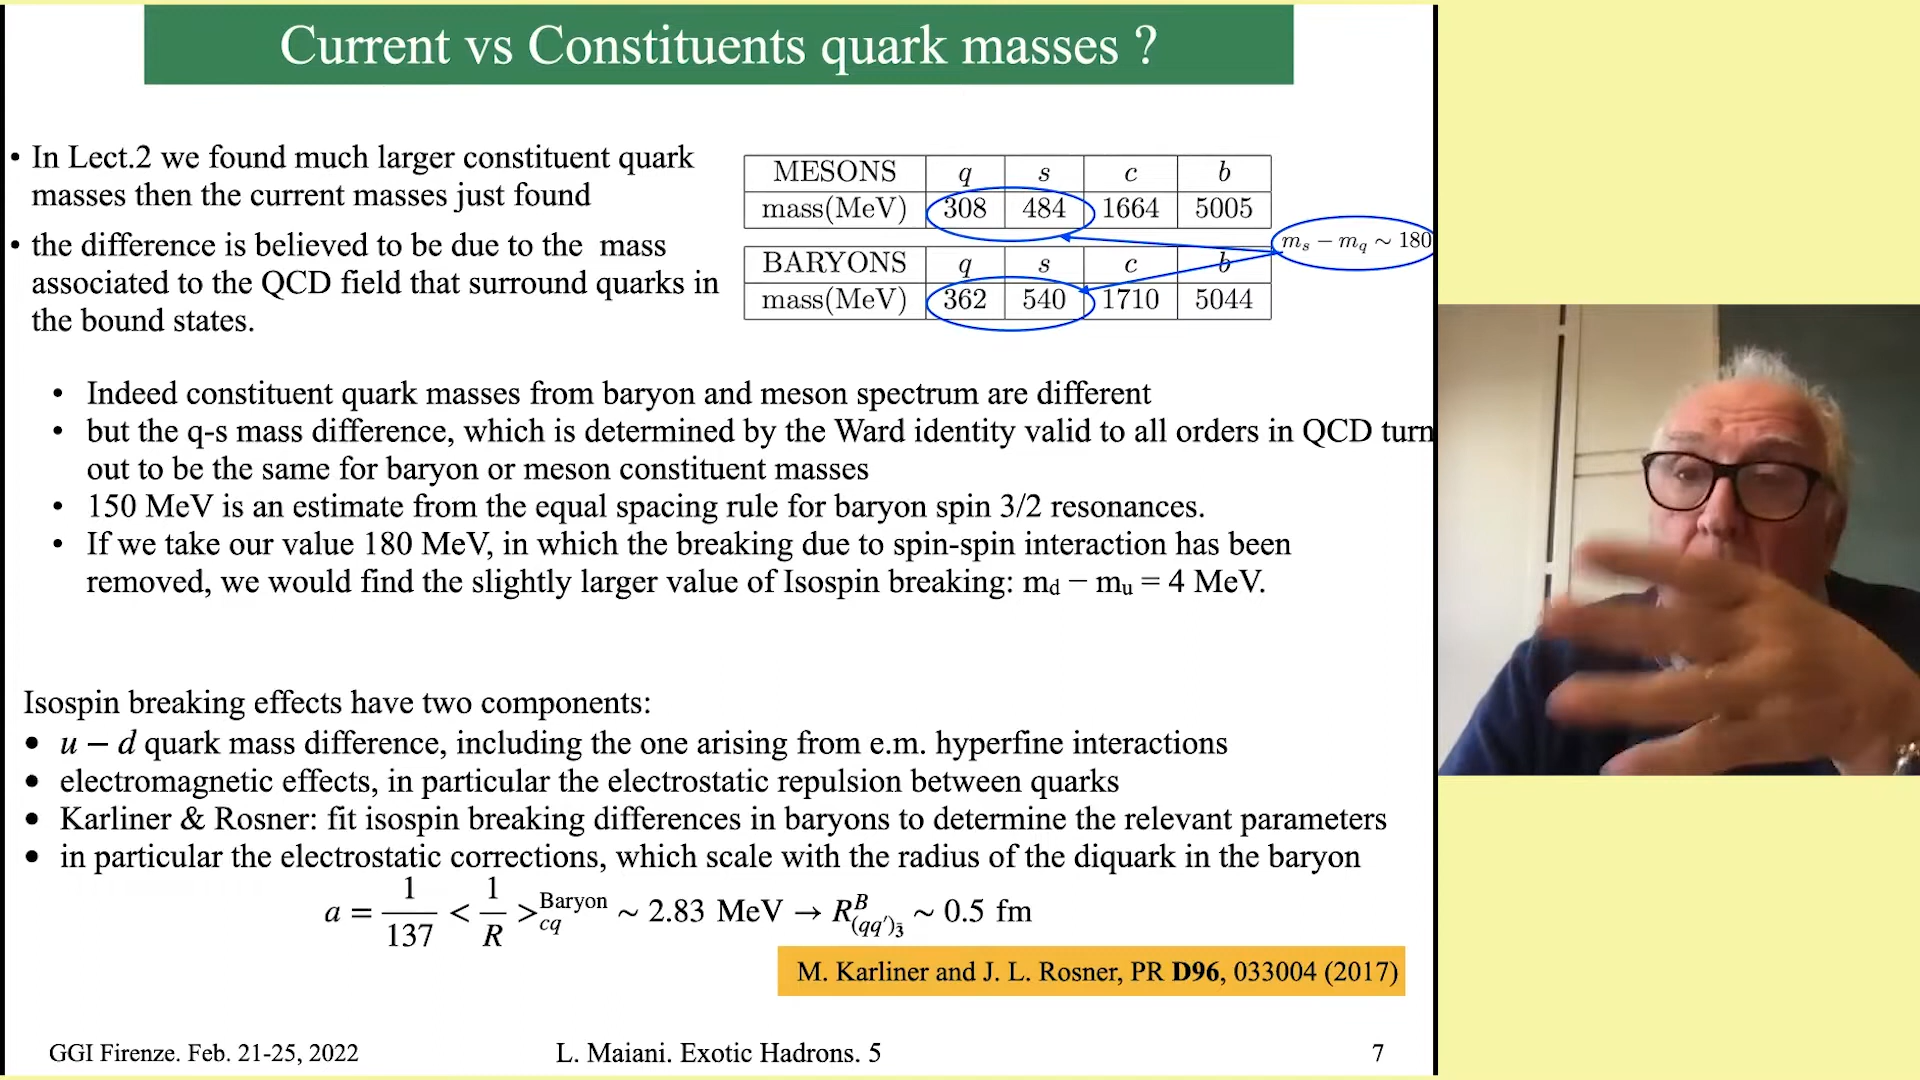 Current vs Constituents quark masses ?
• In Lect.2 we found much larger constituent quark
masses then the current masses just found
• the difference is believed to be due to the mass
associated to the QCD field that surround quarks in
the bound states.
MESONS q s c b
mass(MeV) 308 484 1664 5005
m_s − m_q ∼ 180
BARYONS q s c b
mass(MeV) 362 540 1710 5044
• Indeed constituent quark masses from baryon and meson spectrum are different
• but the q-s mass difference, which is determined by the Ward identity valid to all orders in QCD turn
out to be the same for baryon or meson constituent masses
• 150 MeV is an estimate from the equal spacing rule for baryon spin 3/2 resonances.
• If we take our value 180 MeV, in which the breaking due to spin-spin interaction has been
removed, we would find the slightly larger value of Isospin breaking: m_d − m_u = 4 MeV.
Isospin breaking effects have two components:
• u − d quark mass difference, including the one arising from e.m. hyperfine interactions
• electromagnetic effects, in particular the electrostatic repulsion between quarks
• Karliner & Rosner: fit isospin breaking differences in baryons to determine the relevant parameters
• in particular the electrostatic corrections, which scale with the radius of the diquark in the baryon
a = 1/137 < 1/R >_{cq}^{Baryon} ∼ 2.83 MeV → R^B_{(qq′)_{3̄}} ∼ 0.5 fm
M. Karliner and J. L. Rosner, PR D96, 033004 (2017)
GGI Firenze. Feb. 21-25, 2022 L. Maiani. Exotic Hadrons. 5 7